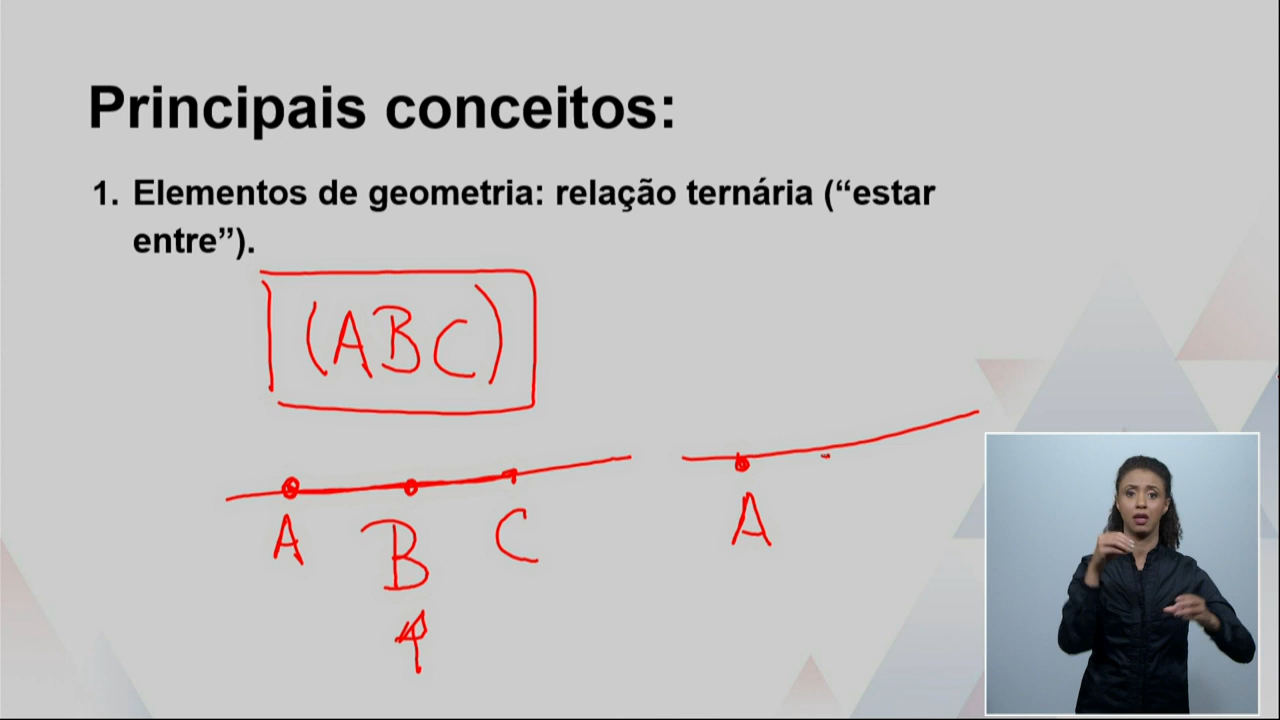 Principais conceitos:
1. Elementos de geometria: relação ternária (“estar
entre”).
(ABC)
A B C A